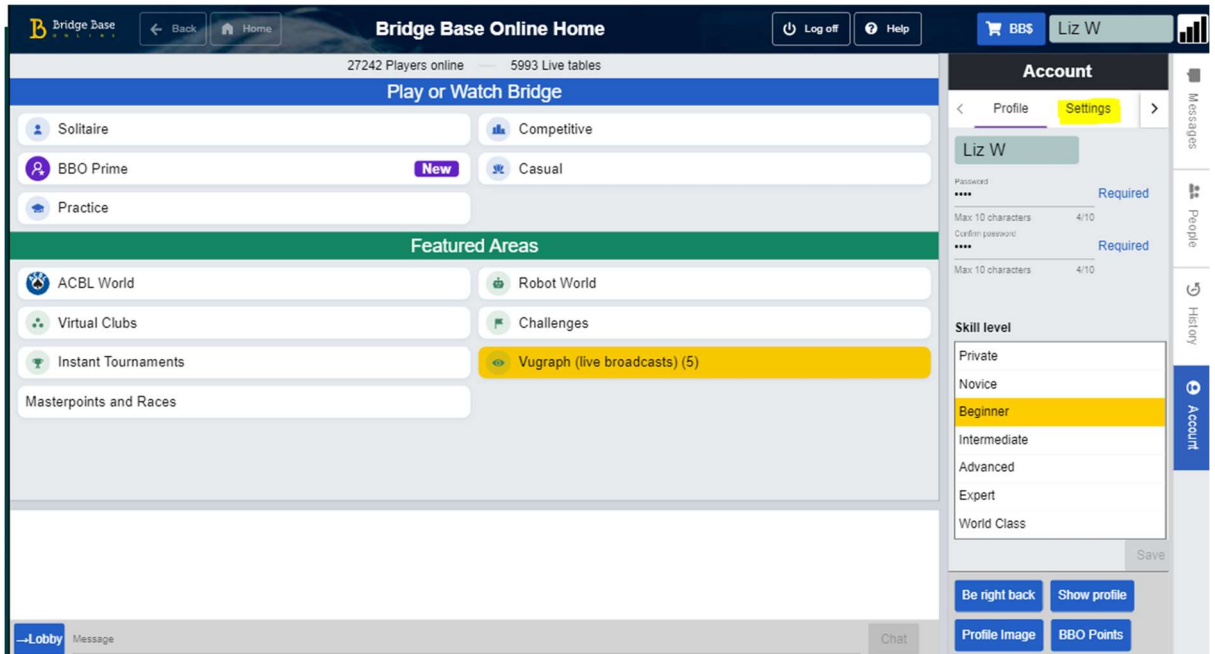 Bridge Base
ONLINE
Back
Home
Bridge Base Online Home
Log off
Help
BB$
Liz W
27242 Players online — 5993 Live tables
Play or Watch Bridge
Solitaire
Competitive
BBO Prime
New
Casual
Practice
Featured Areas
ACBL World
Robot World
Virtual Clubs
Challenges
Instant Tournaments
Vugraph (live broadcasts) (5)
Masterpoints and Races
→Lobby
Message
Chat
Account
Profile
Settings
Liz W
Password
••••
Required
Max 10 characters
4/10
Confirm password
••••
Required
Max 10 characters
4/10
Skill level
Private
Novice
Beginner
Intermediate
Advanced
Expert
World Class
Save
Be right back
Show profile
Profile Image
BBO Points
Messages
People
History
Account